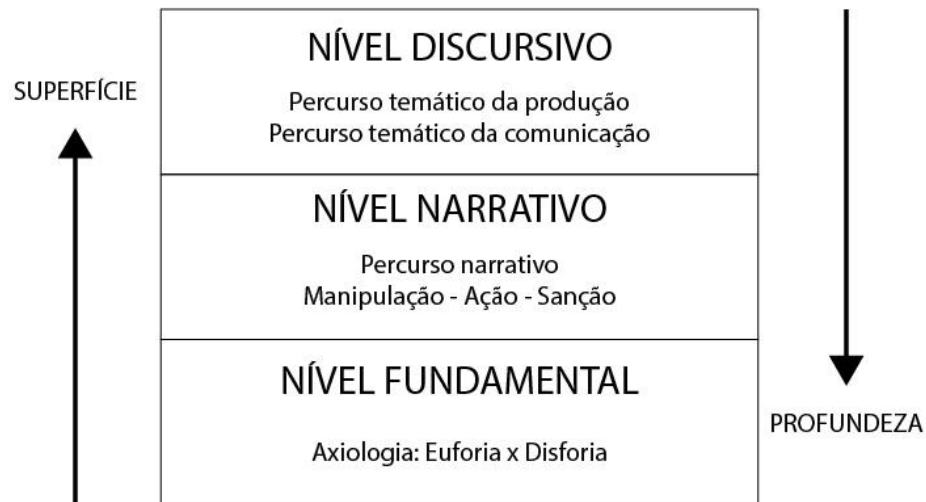 NÍVEL DISCURSIVO
SUPERFÍCIE
Percurso temático da produção
Percurso temático da comunicação
NÍVEL NARRATIVO
Percurso narrativo
Manipulação - Ação - Sanção
NÍVEL FUNDAMENTAL
PROFUNDEZA
Axiologia: Euforia x Disforia